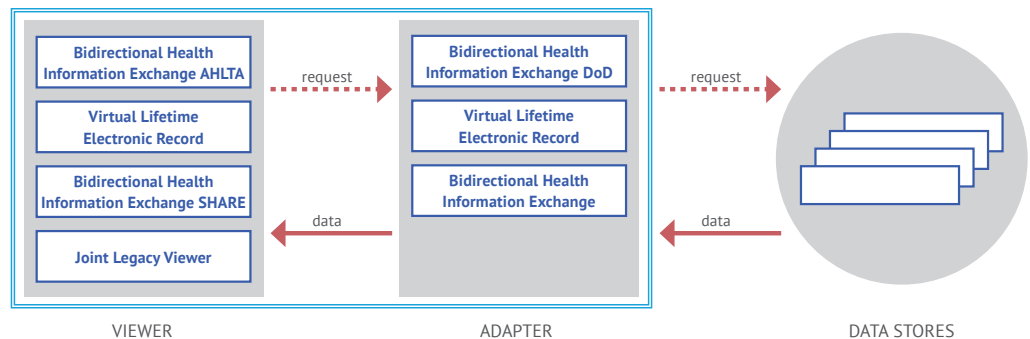 Bidirectional Health
Information Exchange AHLTA
Virtual Lifetime
Electronic Record
Bidirectional Health
Information Exchange SHARE
Joint Legacy Viewer
request
data
Bidirectional Health
Information Exchange DoD
Virtual Lifetime
Electronic Record
Bidirectional Health
Information Exchange
request
data
VIEWER
ADAPTER
DATA STORES